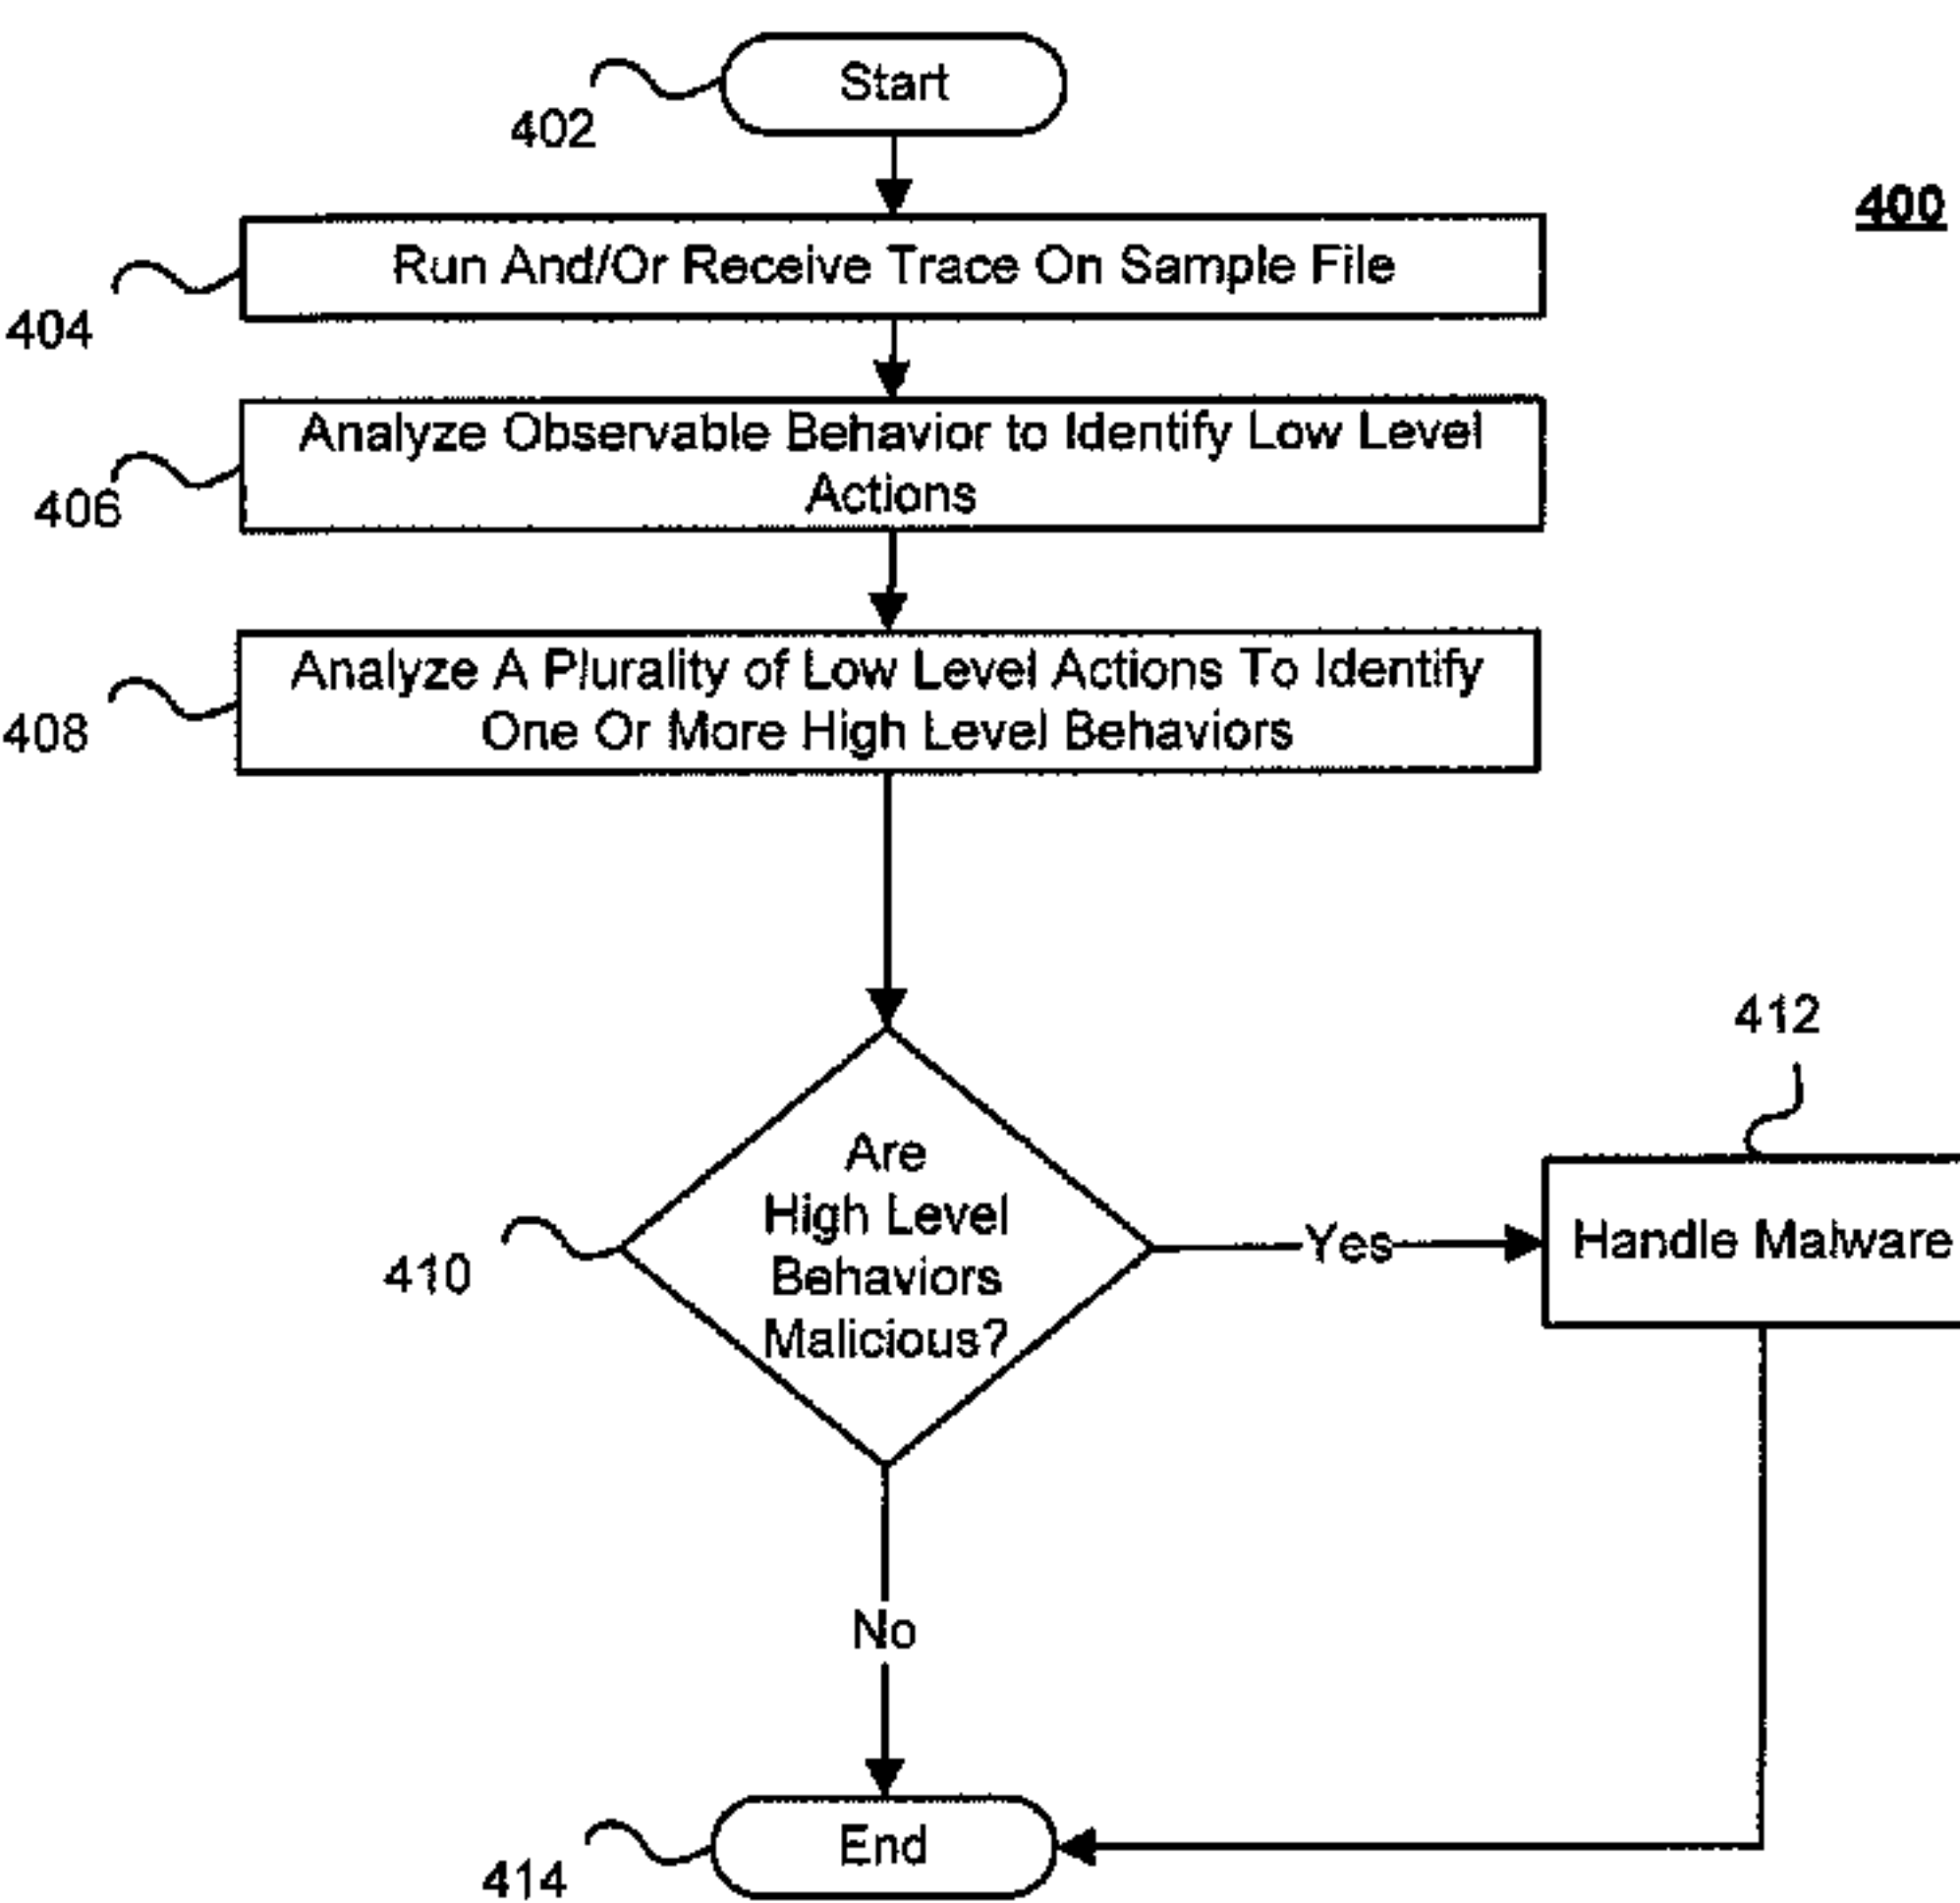 Start
402
400
Run And/Or Receive Trace On Sample File
404
Analyze Observable Behavior to Identify Low Level
Actions
406
Analyze A Plurality of Low Level Actions To Identify
One Or More High Level Behaviors
408
412
Are
High Level
Behaviors
Malicious?
410
Yes
Handle Malware
No
End
414